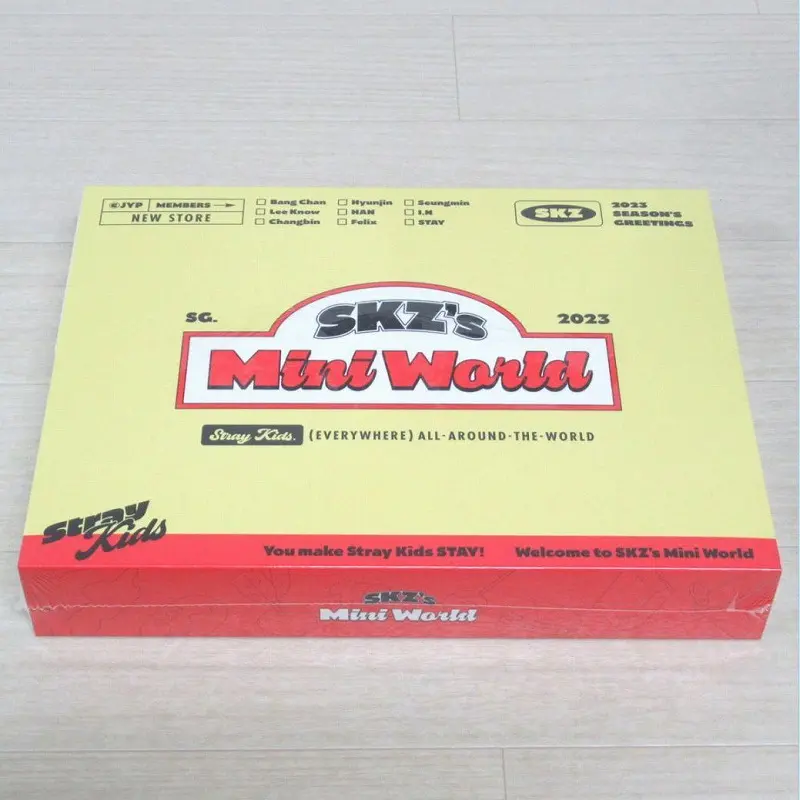 ©JYP MEMBERS →
NEW STORE
Bang Chan Hyunjin Seungmin
Lee Know HAN I.N
Changbin Felix STAY
SKZ
2023
SEASON'S
GREETINGS
SG.
SKZ's
2023
Mini World
Stray Kids. (EVERYWHERE) ALL-AROUND-THE-WORLD
Stray
Kids
You make Stray Kids STAY! Welcome to SKZ's Mini World
SKZ's
Mini World